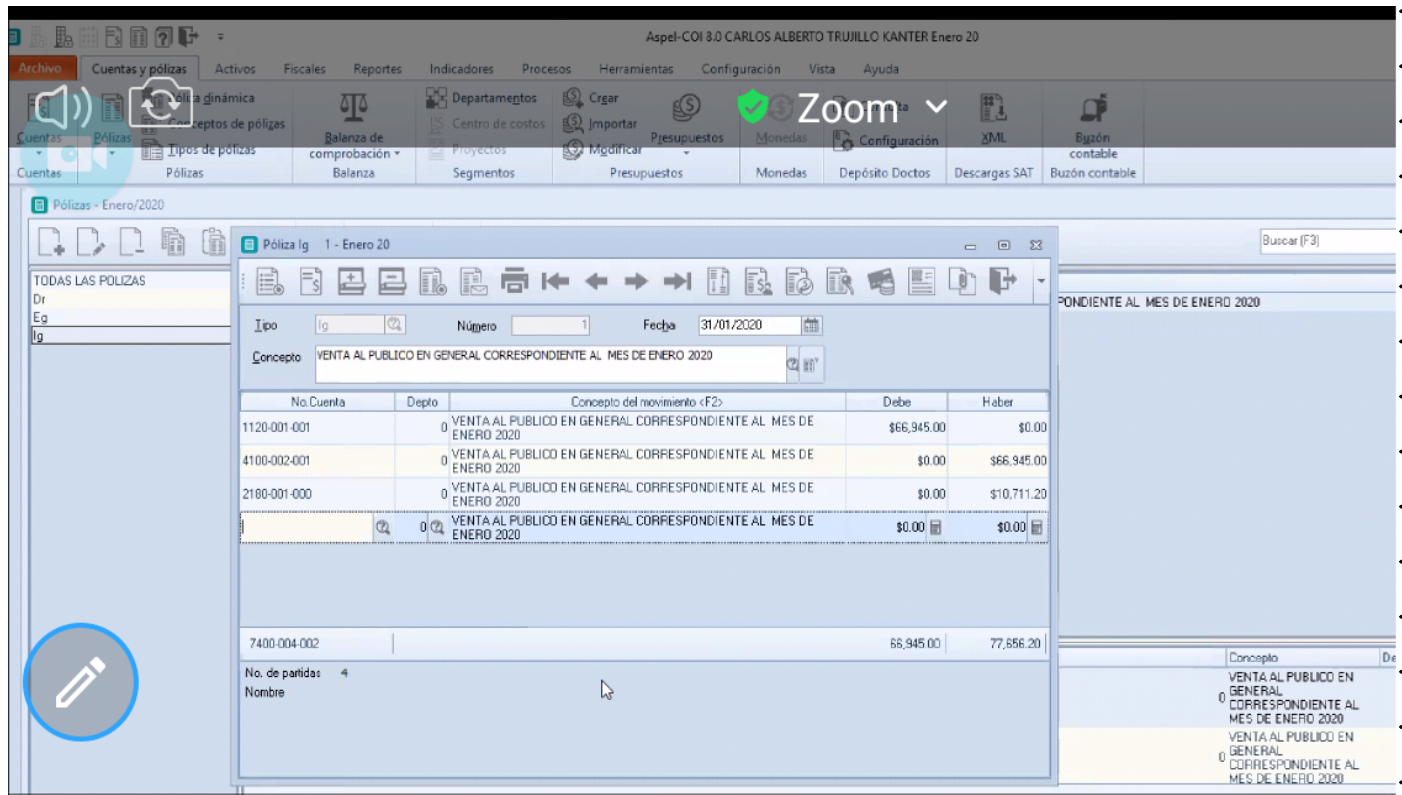 Aspel-COI 8.0 CARLOS ALBERTO TRUJILLO KANTER Enero 20
Archivo Cuentas y pólizas Activos Fiscales Reportes Indicadores Procesos Herramientas Configuración Vista Ayuda
dinámica Departamentos Crear Zoom
Conceptos de pólizas Centro de costos Importar
Cuentas Pólizas Tipos de pólizas Balanza de comprobación Proyectos Modificar Presupuestos Monedas Configuración XML Buzón contable
Cuentas Pólizas Balanza Segmentos Presupuestos Monedas Depósito Doctos Descargas SAT Buzón contable
Pólizas - Enero/2020
Póliza Ig 1 - Enero 20
Buscar (F3)
TODAS LAS POLIZAS
Dr
Eg
Ig
PONDIENTE AL MES DE ENERO 2020
Tipo Ig Número 1 Fecha 31/01/2020
Concepto VENTA AL PUBLICO EN GENERAL CORRESPONDIENTE AL MES DE ENERO 2020
No.Cuenta Depto Concepto del movimiento <F2> Debe Haber
1120-001-001 0 VENTA AL PUBLICO EN GENERAL CORRESPONDIENTE AL MES DE
ENERO 2020 $66,945.00 $0.00
4100-002-001 0 VENTA AL PUBLICO EN GENERAL CORRESPONDIENTE AL MES DE
ENERO 2020 $0.00 $66,945.00
2180-001-000 0 VENTA AL PUBLICO EN GENERAL CORRESPONDIENTE AL MES DE
ENERO 2020 $0.00 $10,711.20
0 VENTA AL PUBLICO EN GENERAL CORRESPONDIENTE AL MES DE
ENERO 2020 $0.00 $0.00
7400-004-002 66,945.00 77,656.20
No. de partidas 4
Nombre
Concepto De
0 VENTA AL PUBLICO EN
GENERAL
CORRESPONDIENTE AL
MES DE ENERO 2020
0 VENTA AL PUBLICO EN
GENERAL
CORRESPONDIENTE AL
MES DE ENERO 2020